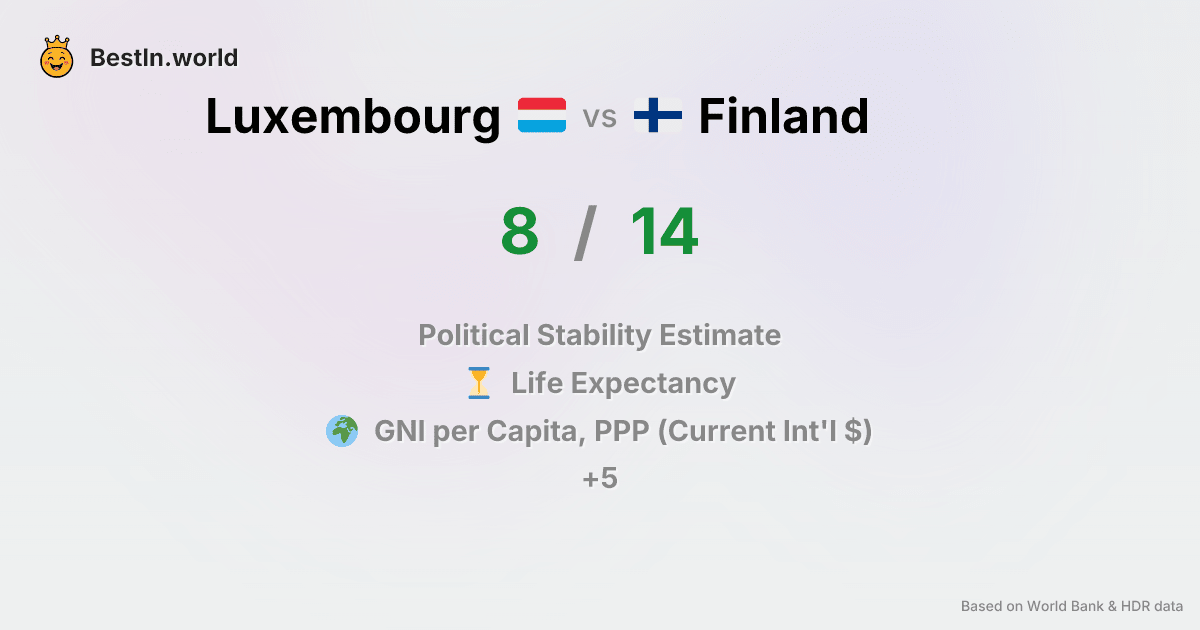 BestIn.world
Luxembourg vs Finland
8 / 14
Political Stability Estimate
Life Expectancy
GNI per Capita, PPP (Current Int'l $)
+5
Based on World Bank & HDR data